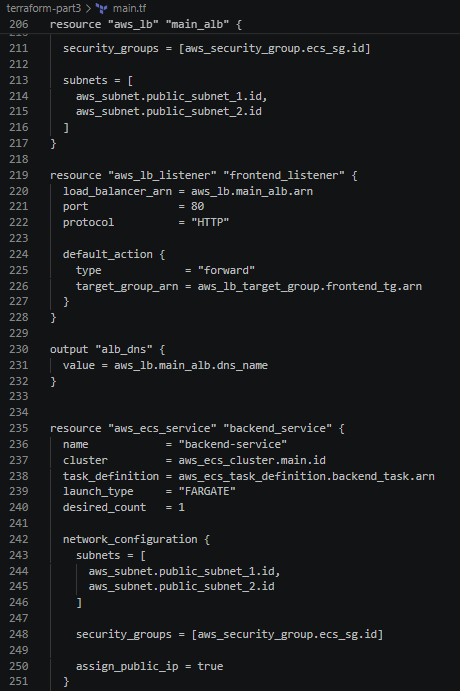 terraform-part3 > main.tf
206 resource "aws_lb" "main_alb" {
211 security_groups = [aws_security_group.ecs_sg.id]
212
213 subnets = [
214 aws_subnet.public_subnet_1.id,
215 aws_subnet.public_subnet_2.id
216 ]
217 }
218
219 resource "aws_lb_listener" "frontend_listener" {
220 load_balancer_arn = aws_lb.main_alb.arn
221 port = 80
222 protocol = "HTTP"
223
224 default_action {
225 type = "forward"
226 target_group_arn = aws_lb_target_group.frontend_tg.arn
227 }
228 }
229
230 output "alb_dns" {
231 value = aws_lb.main_alb.dns_name
232 }
233
234
235 resource "aws_ecs_service" "backend_service" {
236 name = "backend-service"
237 cluster = aws_ecs_cluster.main.id
238 task_definition = aws_ecs_task_definition.backend_task.arn
239 launch_type = "FARGATE"
240 desired_count = 1
241
242 network_configuration {
243 subnets = [
244 aws_subnet.public_subnet_1.id,
245 aws_subnet.public_subnet_2.id
246 ]
247
248 security_groups = [aws_security_group.ecs_sg.id]
249
250 assign_public_ip = true
251 }